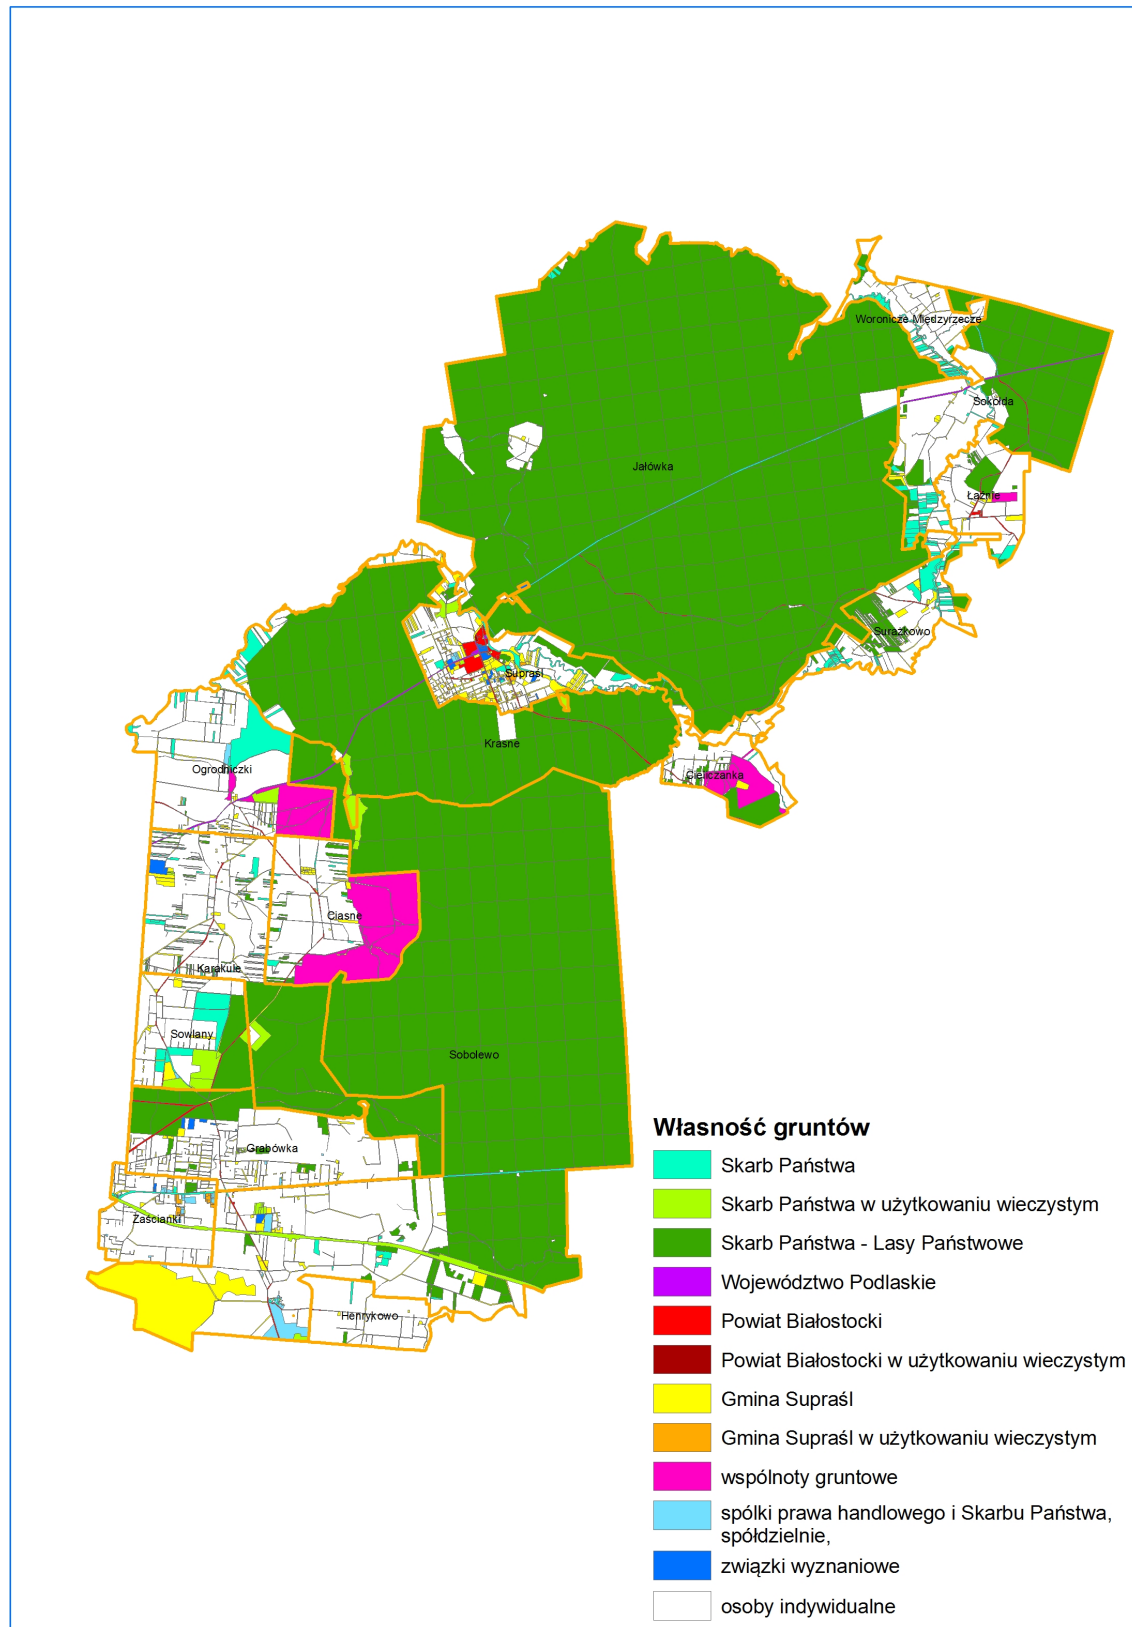 Woronicze Międzyrzecze
Sokołda
Jałówka
Łaźnie
Surażkowo
Supraśl
Krasne
Ogrodniczki
Cieliczanka
Ciasne
Karakule
Sowlany
Sobolewo
Grabówka
Zaścianki
Henrykowo
Własność gruntów
Skarb Państwa
Skarb Państwa w użytkowaniu wieczystym
Skarb Państwa - Lasy Państwowe
Województwo Podlaskie
Powiat Białostocki
Powiat Białostocki w użytkowaniu wieczystym
Gmina Supraśl
Gmina Supraśl w użytkowaniu wieczystym
wspólnoty gruntowe
spólki prawa handlowego i Skarbu Państwa,
spółdzielnie,
związki wyznaniowe
osoby indywidualne